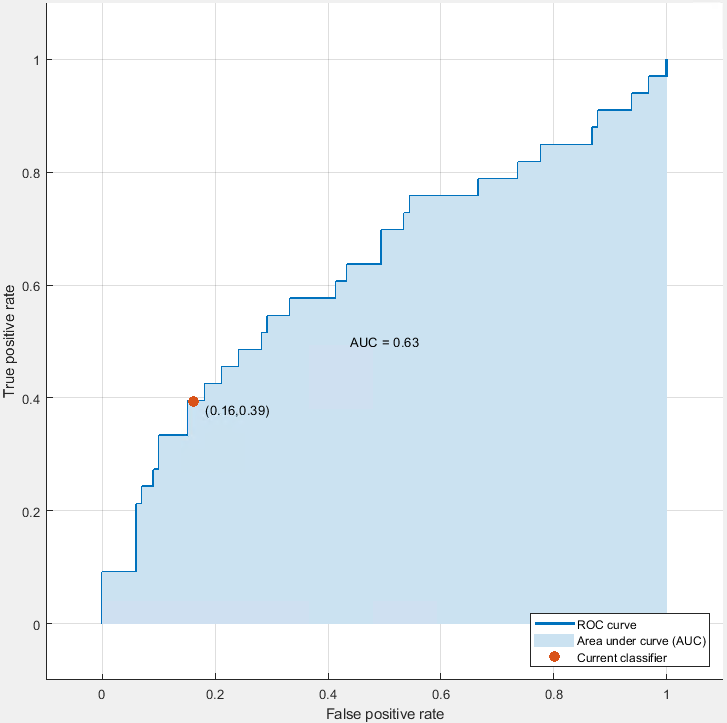 1
0.8
0.6
0.4
0.2
0
True positive rate
AUC = 0.63
(0.16,0.39)
ROC curve
Area under curve (AUC)
Current classifier
0 0.2 0.4 0.6 0.8 1
False positive rate